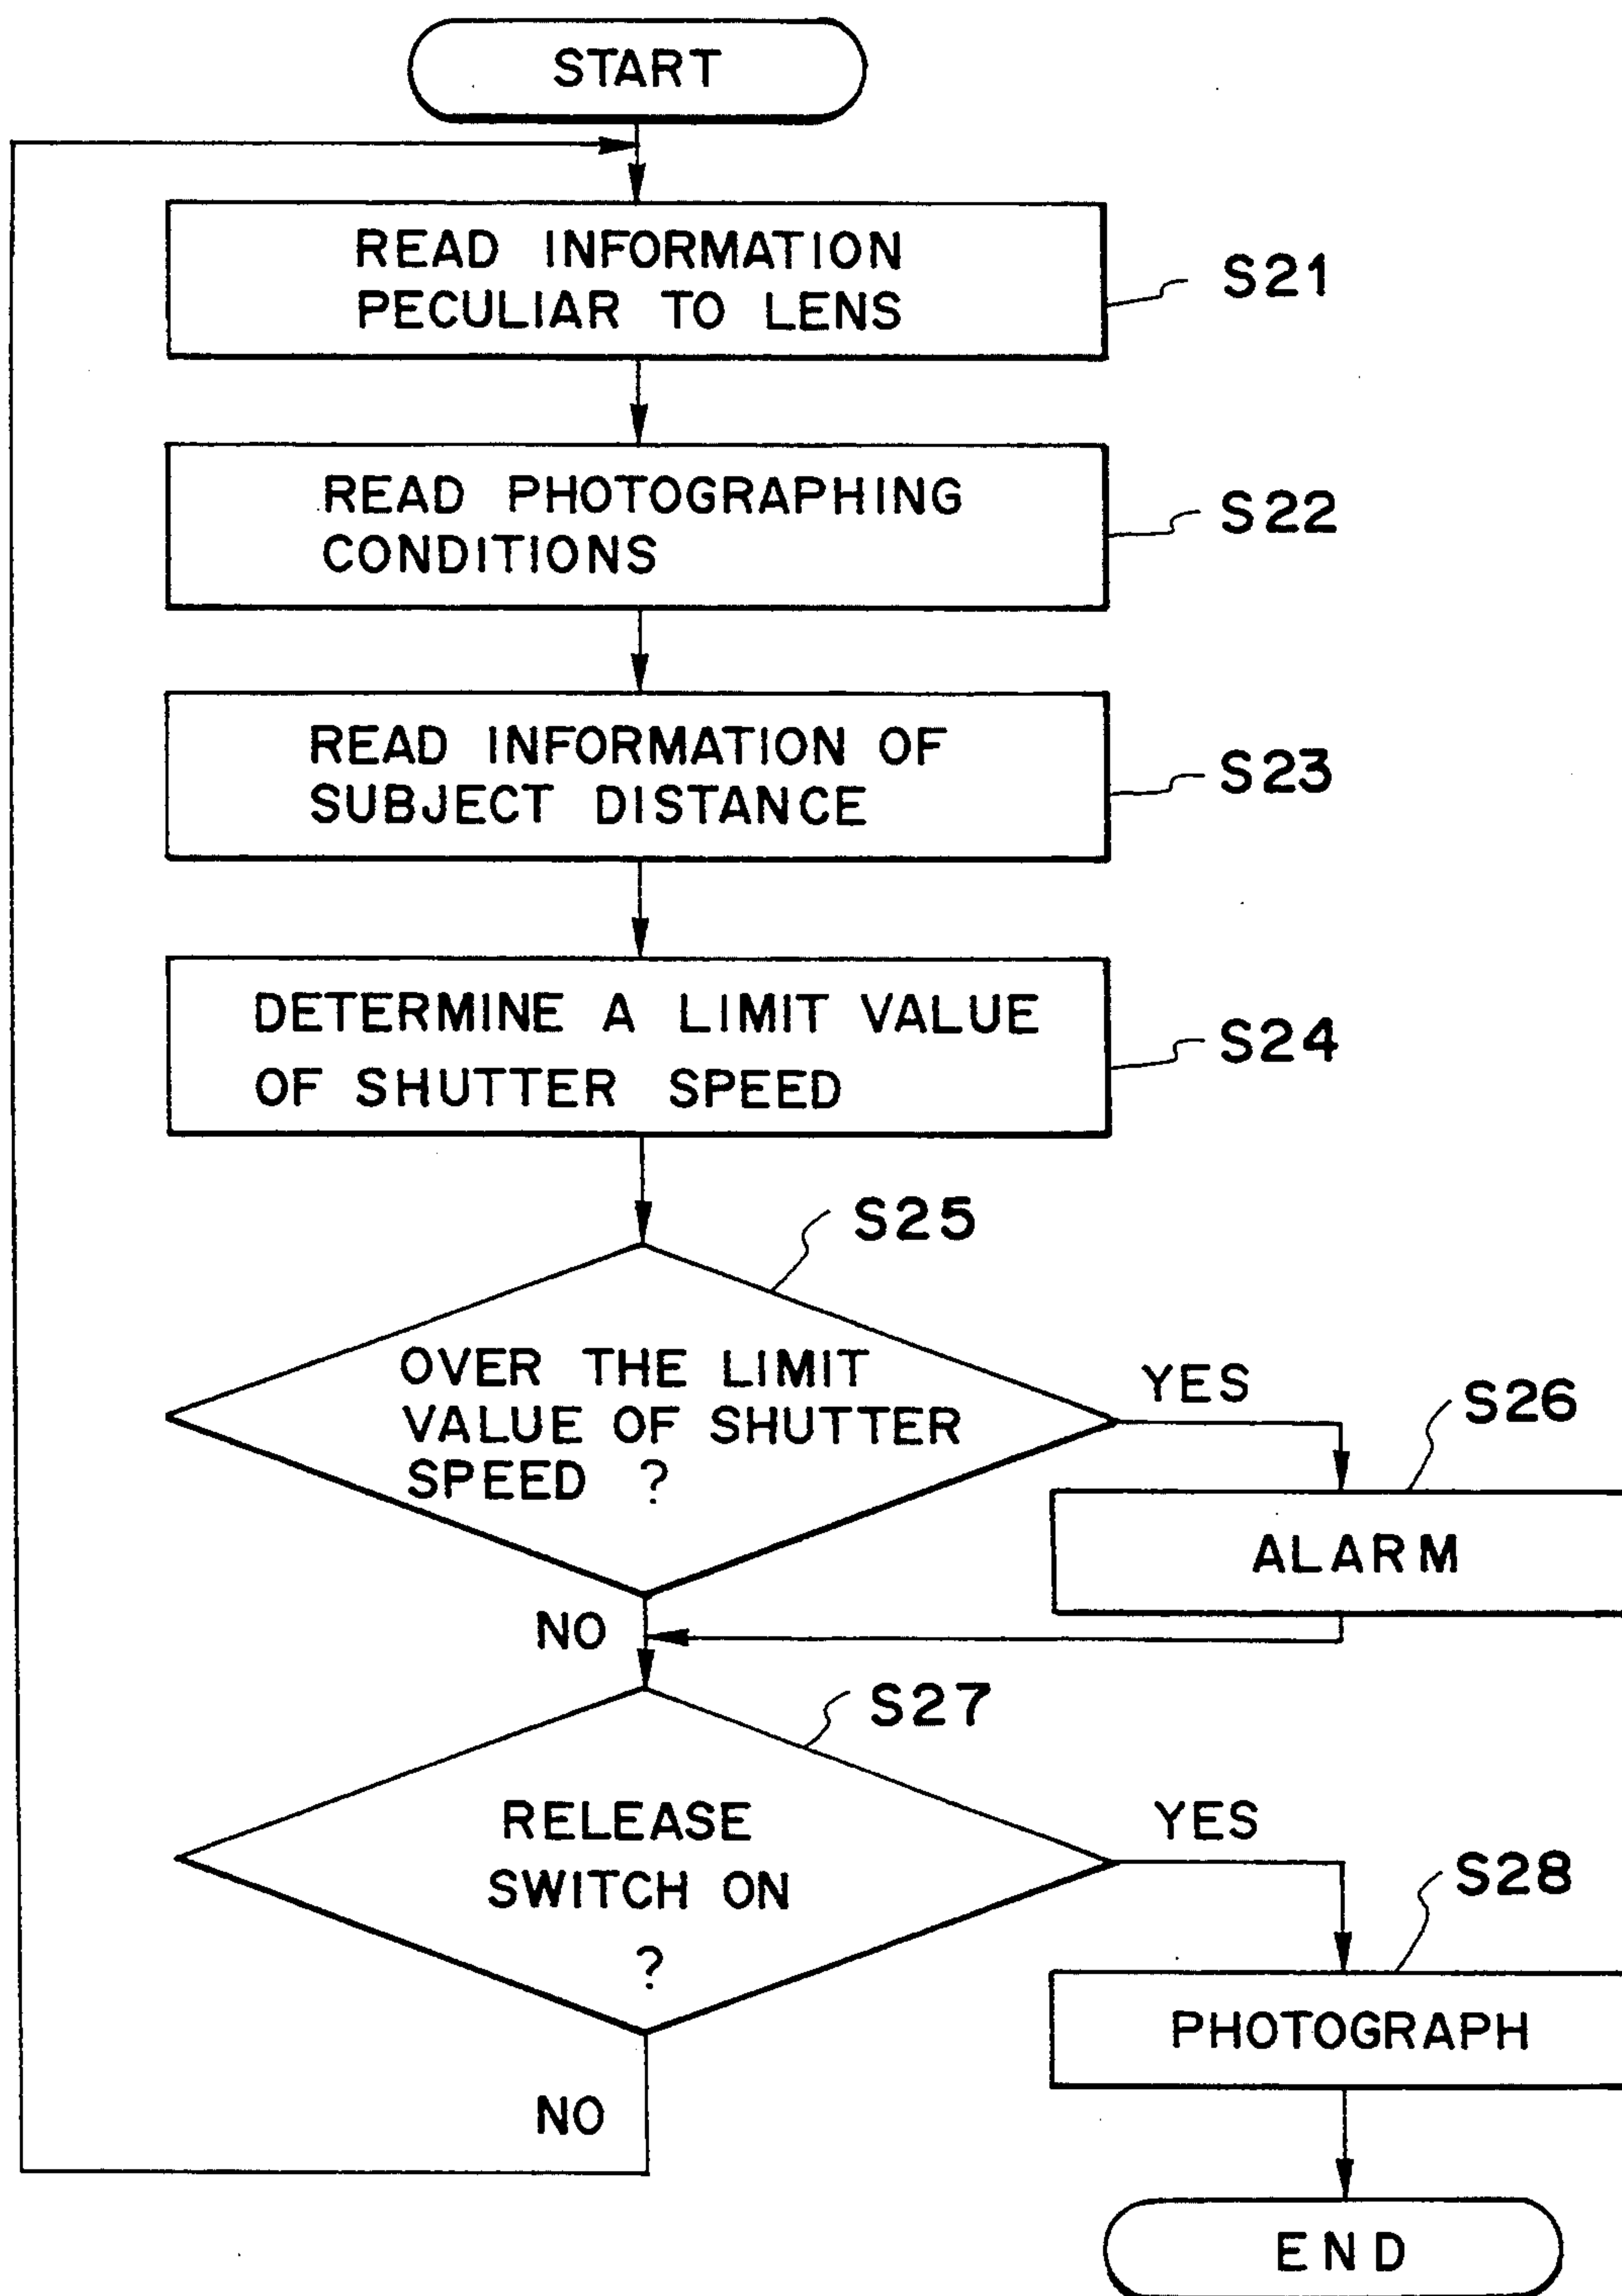 START
READ INFORMATION
PECULIAR TO LENS
S21
READ PHOTOGRAPHING
CONDITIONS
S22
READ INFORMATION OF
SUBJECT DISTANCE
S23
DETERMINE A LIMIT VALUE
OF SHUTTER SPEED
S24
S25
OVER THE LIMIT
VALUE OF SHUTTER
SPEED ?
YES
S26
ALARM
NO
S27
RELEASE
SWITCH ON
?
YES
S28
PHOTOGRAPH
NO
END